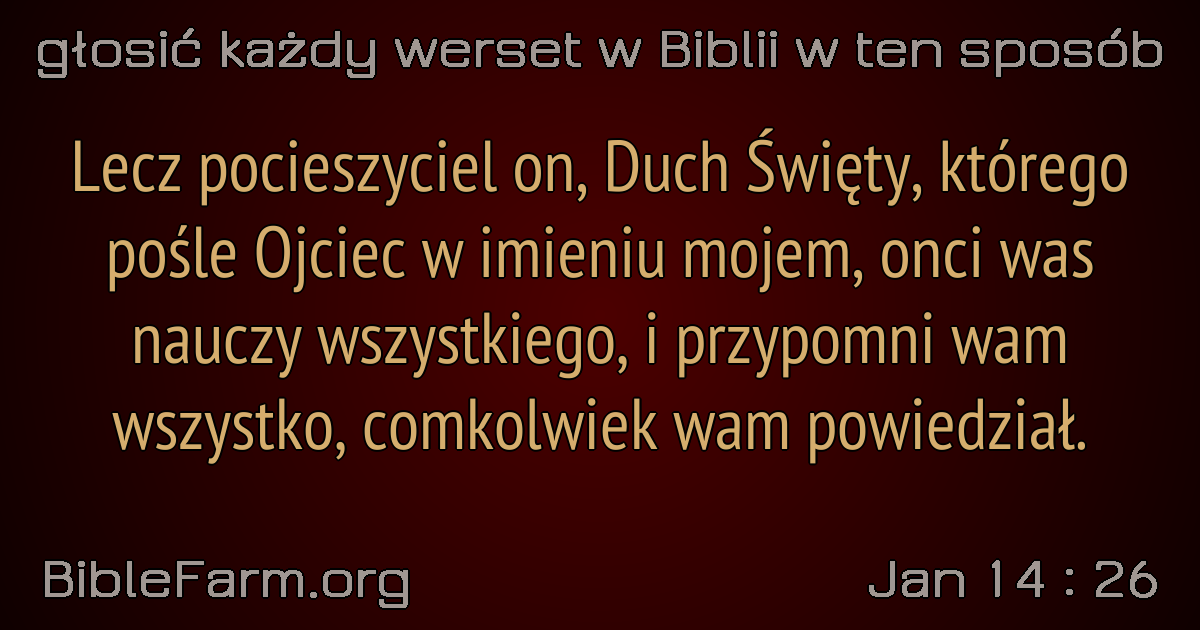 głosić każdy werset w Biblii w ten sposób
Lecz pocieszyciel on, Duch Święty, którego
pośle Ojciec w imieniu mojem, onci was
nauczy wszystkiego, i przypomni wam
wszystko, comkolwiek wam powiedział.
BibleFarm.org
Jan 14 : 26